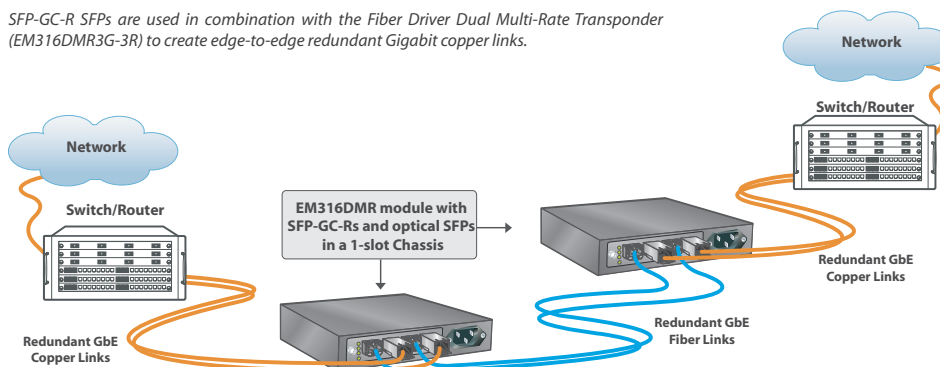 SFP-GC-R SFPs are used in combination with the Fiber Driver Dual Multi-Rate Transponder
(EM316DMR3G-3R) to create edge-to-edge redundant Gigabit copper links.
Network
Switch/Router
Network
Switch/Router
EM316DMR module with
SFP-GC-Rs and optical SFPs
in a 1-slot Chassis
Redundant GbE
Copper Links
Redundant GbE
Fiber Links
Redundant GbE
Copper Links